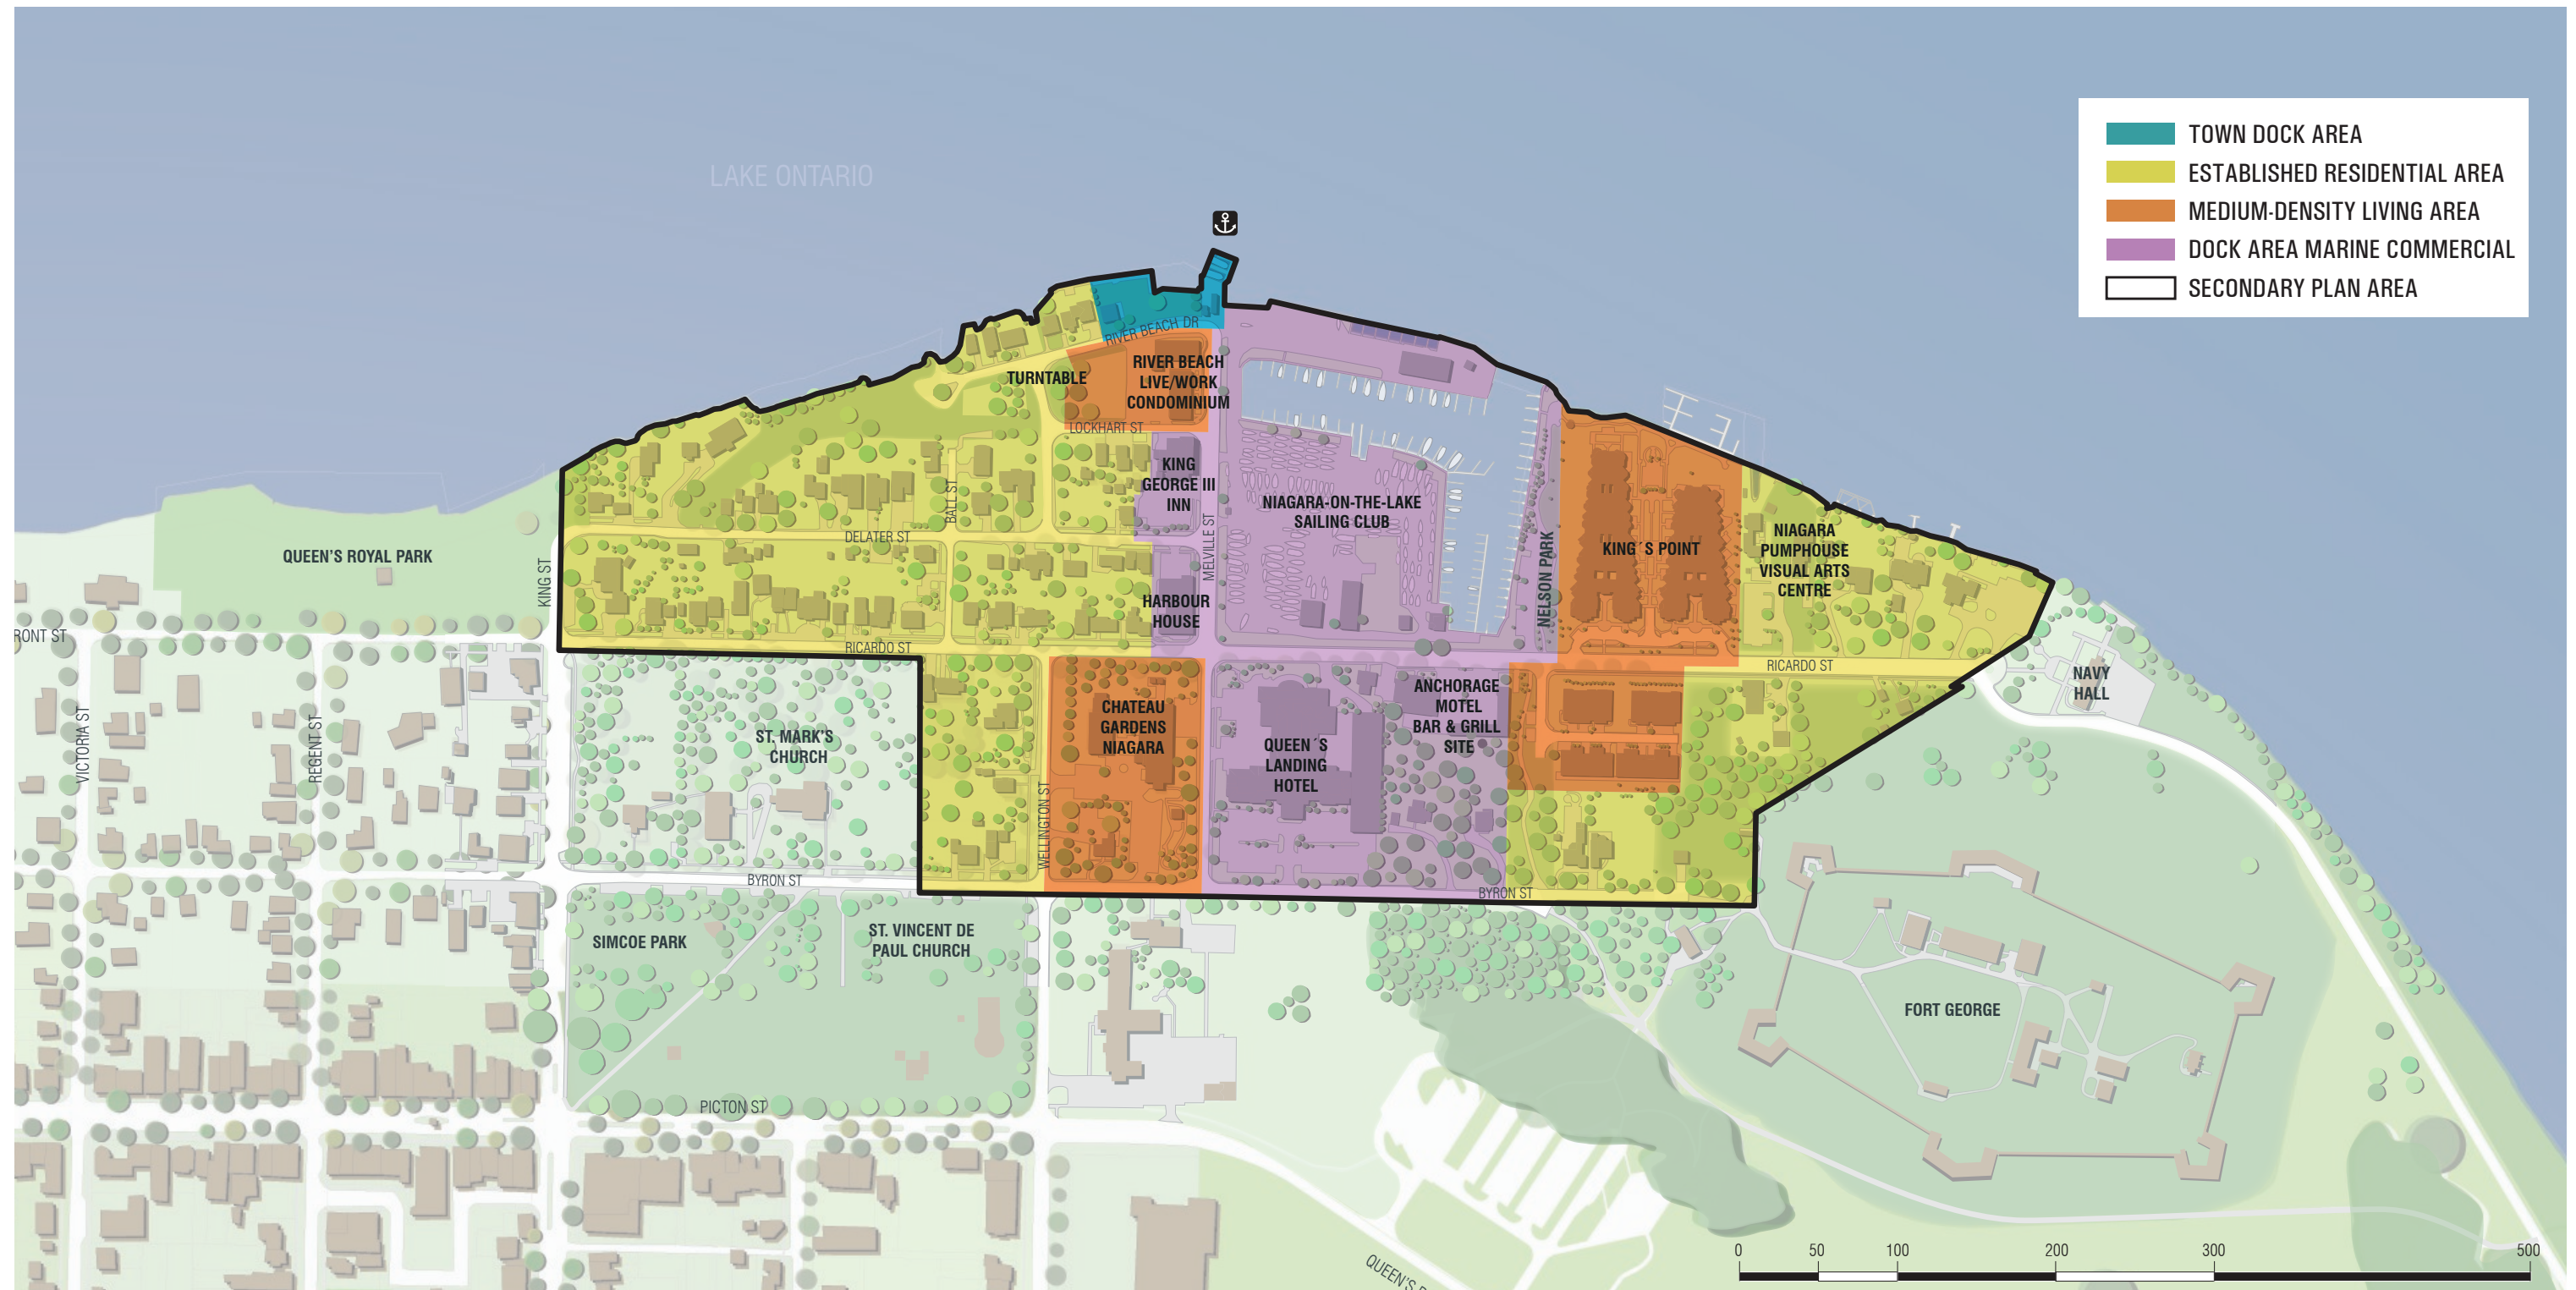 TOWN DOCK AREA
ESTABLISHED RESIDENTIAL AREA
MEDIUM-DENSITY LIVING AREA
DOCK AREA MARINE COMMERCIAL
SECONDARY PLAN AREA
LAKE ONTARIO
RIVER BEACH DR
TURNTABLE
RIVER BEACH
LIVE/WORK
CONDOMINIUM
LOCKHART ST
KING
GEORGE III
INN
MELVILLE ST
NIAGARA-ON-THE-LAKE
SAILING CLUB
BALL ST
DELATER ST
QUEEN'S ROYAL PARK
KING ST
HARBOUR
HOUSE
NELSON PARK
KING´S POINT
NIAGARA
PUMPHOUSE
VISUAL ARTS
CENTRE
RONT ST
RICARDO ST
RICARDO ST
NAVY
HALL
VICTORIA ST
REGENT ST
ST. MARK'S
CHURCH
WELLINGTON ST
CHATEAU
GARDENS
NIAGARA
QUEEN´S
LANDING
HOTEL
ANCHORAGE
MOTEL
BAR & GRILL
SITE
BYRON ST
BYRON ST
SIMCOE PARK
ST. VINCENT DE
PAUL CHURCH
FORT GEORGE
PICTON ST
QUEEN'S
0 50 100 200 300 500